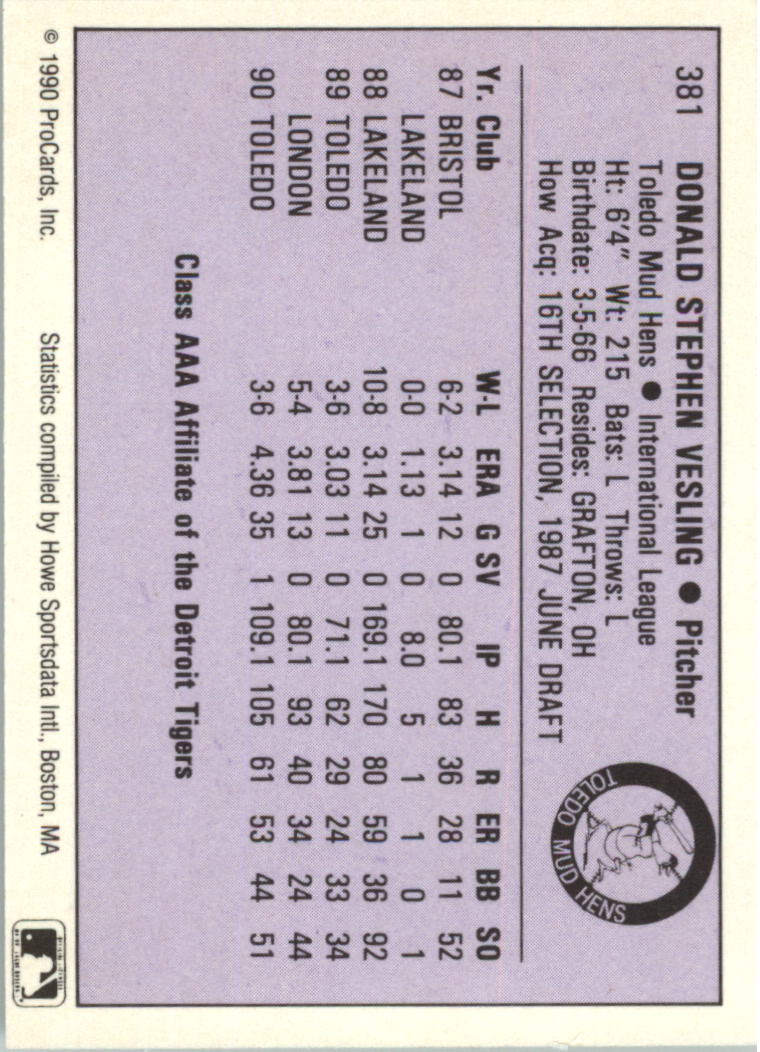 381 DONALD STEPHEN VESLING ● Pitcher
Toledo Mud Hens ● International League
Ht: 6'4" Wt: 215 Bats: L Throws: L
Birthdate: 3-5-66 Resides: GRAFTON, OH
How Acq: 16TH SELECTION, 1987 JUNE DRAFT
TOLEDO MUD HENS
Yr. Club W-L ERA G SV IP H R ER BB SO
87 BRISTOL 6-2 3.14 12 0 80.1 83 36 28 11 52
LAKELAND 0-0 1.13 1 0 8.0 5 1 1 0 1
88 LAKELAND 10-8 3.14 25 0 169.1 170 80 59 36 92
89 TOLEDO 3-6 3.03 11 0 71.1 62 29 24 33 34
LONDON 5-4 3.81 13 0 80.1 93 40 34 24 44
90 TOLEDO 3-6 4.36 35 1 109.1 105 61 53 44 51
Class AAA Affiliate of the Detroit Tigers
© 1990 ProCards, Inc. Statistics compiled by Howe Sportsdata Intl., Boston, MA